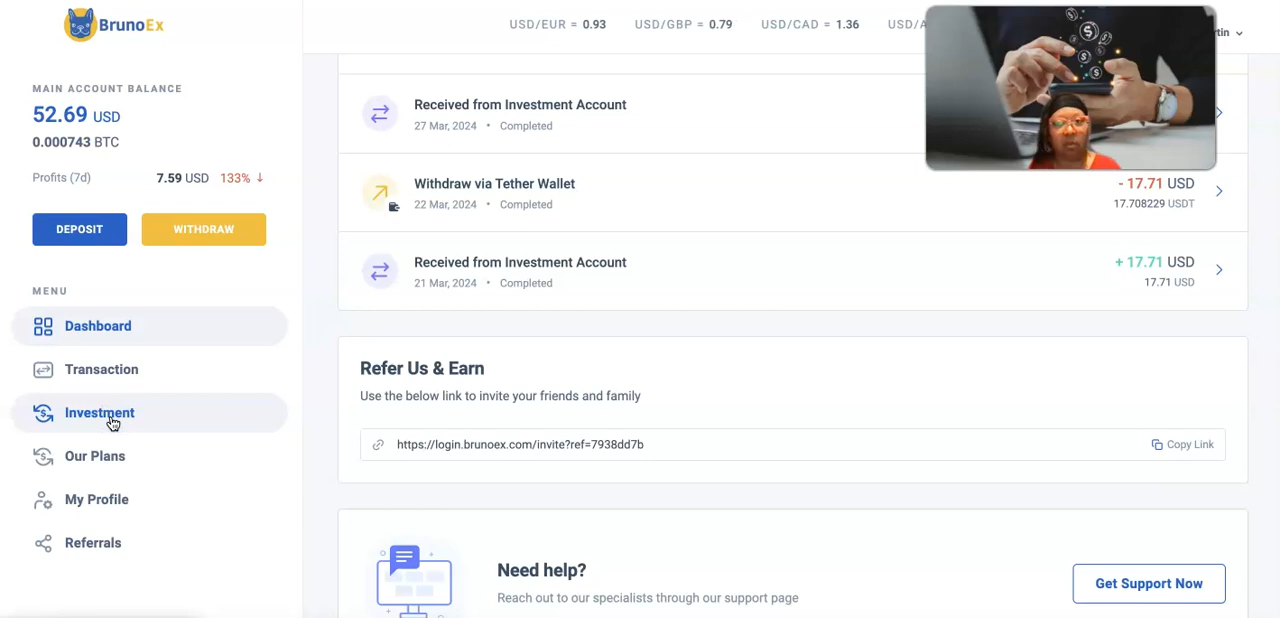 BrunoEx
USD/EUR = 0.93 USD/GBP = 0.79 USD/CAD = 1.36 USD/A
MAIN ACCOUNT BALANCE
52.69 USD
0.000743 BTC
Profits (7d) 7.59 USD 133% ↓
DEPOSIT WITHDRAW
MENU
Dashboard
Transaction
Investment
Our Plans
My Profile
Referrals
Received from Investment Account
27 Mar, 2024 • Completed
Withdraw via Tether Wallet
22 Mar, 2024 • Completed
- 17.71 USD
17.708229 USDT
Received from Investment Account
21 Mar, 2024 • Completed
+ 17.71 USD
17.71 USD
Refer Us & Earn
Use the below link to invite your friends and family
https://login.brunoex.com/invite?ref=7938dd7b Copy Link
Need help?
Reach out to our specialists through our support page
Get Support Now